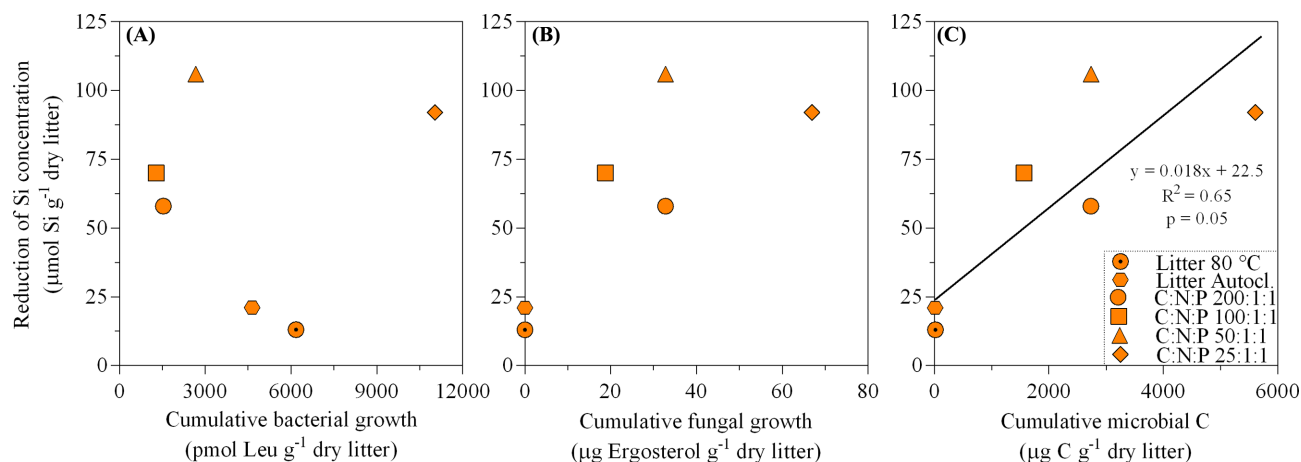 Reduction of Si concentration
(μmol Si g⁻¹ dry litter)
125
100
75
50
25
0
(A)
0 3000 6000 9000 12000
Cumulative bacterial growth
(pmol Leu g⁻¹ dry litter)
125
100
75
50
25
0
(B)
0 20 40 60 80
Cumulative fungal growth
(μg Ergosterol g⁻¹ dry litter)
125
100
75
50
25
0
(C)
y = 0.018x + 22.5
R² = 0.65
p = 0.05
Litter 80 °C
Litter Autocl.
C:N:P 200:1:1
C:N:P 100:1:1
C:N:P 50:1:1
C:N:P 25:1:1
0 2000 4000 6000
Cumulative microbial C
(μg C g⁻¹ dry litter)